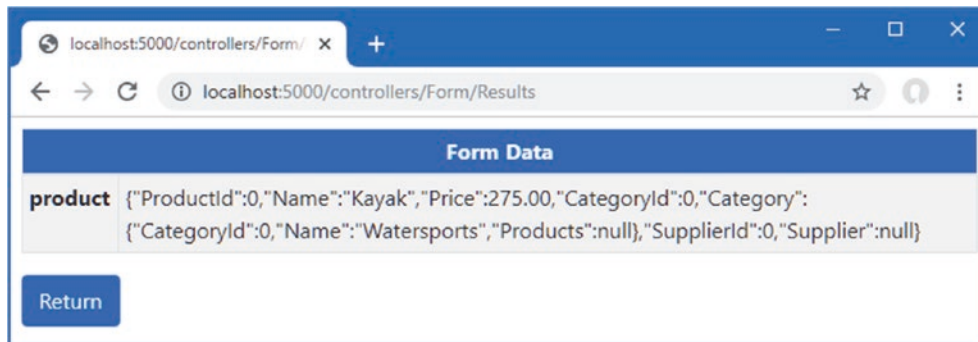 localhost:5000/controllers/Form/
localhost:5000/controllers/Form/Results
Form Data
product {"ProductId":0,"Name":"Kayak","Price":275.00,"CategoryId":0,"Category":
{"CategoryId":0,"Name":"Watersports","Products":null},"SupplierId":0,"Supplier":null}
Return